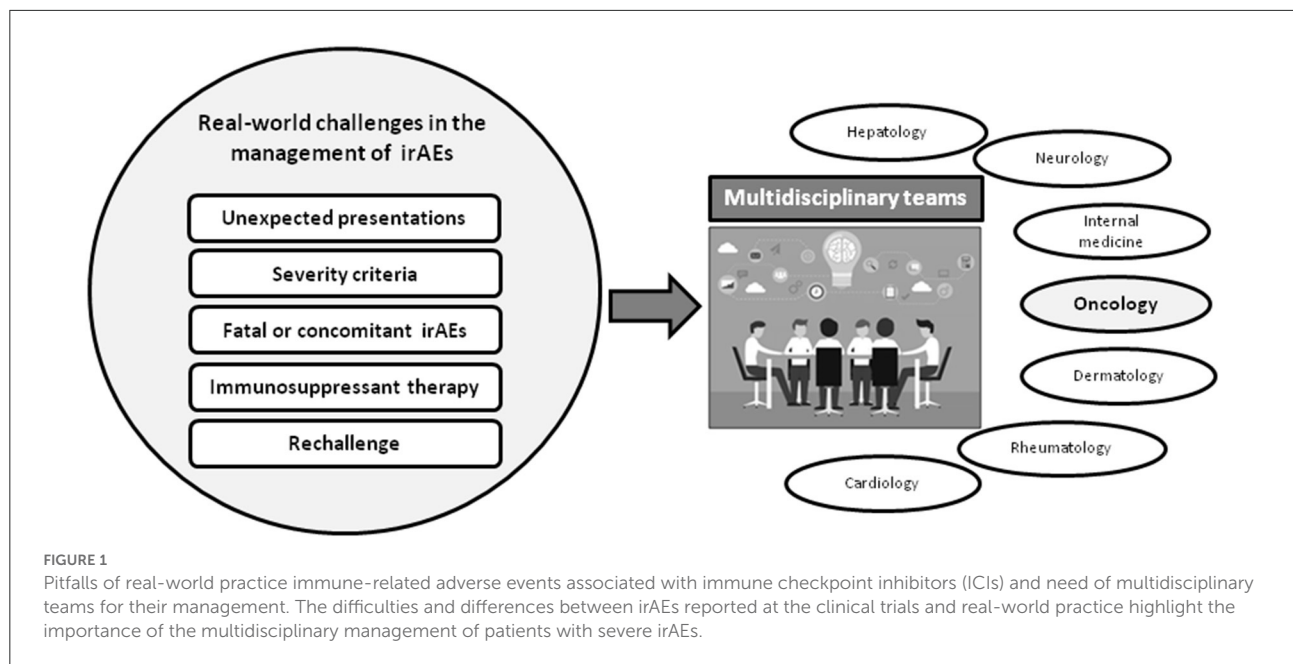 Real-world challenges in the
management of irAEs
Unexpected presentations
Severity criteria
Fatal or concomitant irAEs
Immunosuppressant therapy
Rechallenge
Multidisciplinary teams
Hepatology
Neurology
Internal
medicine
Oncology
Dermatology
Rheumatology
Cardiology
FIGURE 1
Pitfalls of real-world practice immune-related adverse events associated with immune checkpoint inhibitors (ICIs) and need of multidisciplinary
teams for their management. The difficulties and differences between irAEs reported at the clinical trials and real-world practice highlight the
importance of the multidisciplinary management of patients with severe irAEs.